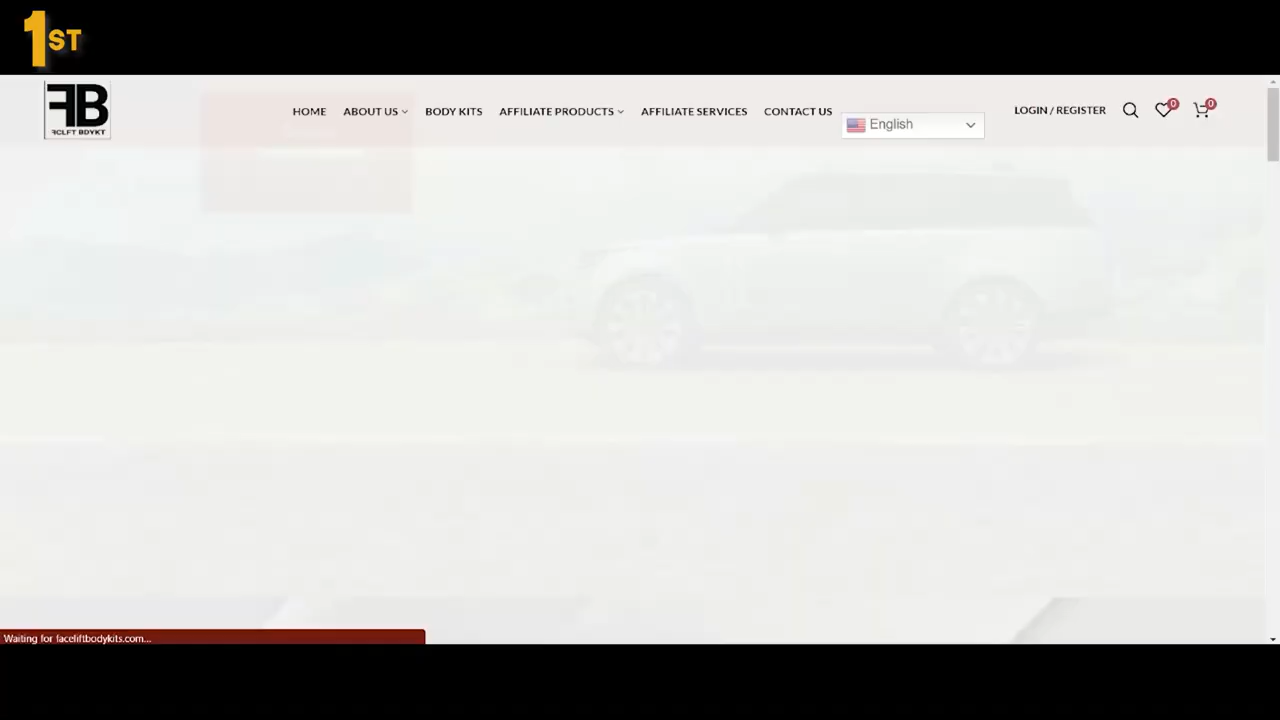 1ST
FB
FCLFT BDYKT
HOME
ABOUT US
BODY KITS
AFFILIATE PRODUCTS
AFFILIATE SERVICES
CONTACT US
English
LOGIN / REGISTER
0
0
Waiting for faceliftbodykits.com...